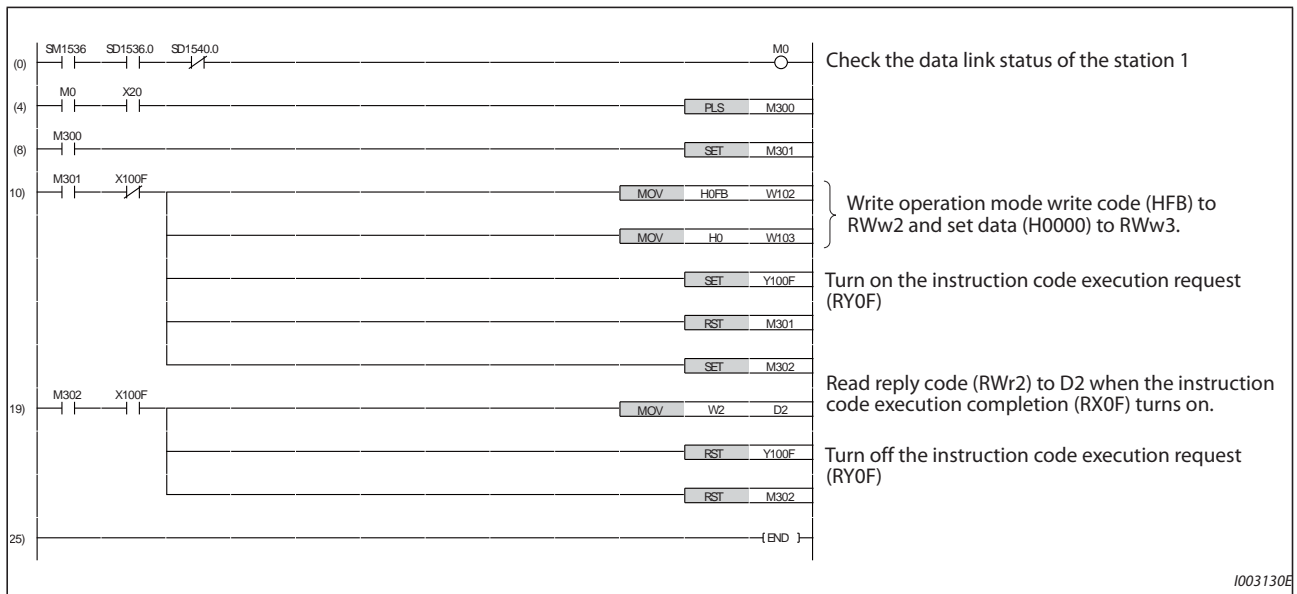 SM1536 SD1536.0 SD1540.0 M0
(0) Check the data link status of the station 1
M0 X20
(4) PLS M300
M300
(8) SET M301
M301 X100F
10) MOV H0FB W102
Write operation mode write code (HFB) to
RWw2 and set data (H0000) to RWw3.
MOV H0 W103
SET Y100F Turn on the instruction code execution request
(RY0F)
RST M301
SET M302
Read reply code (RWr2) to D2 when the instruction
code execution completion (RX0F) turns on.
M302 X100F
19) MOV W2 D2
RST Y100F Turn off the instruction code execution request
(RY0F)
RST M302
25) END
I003130E